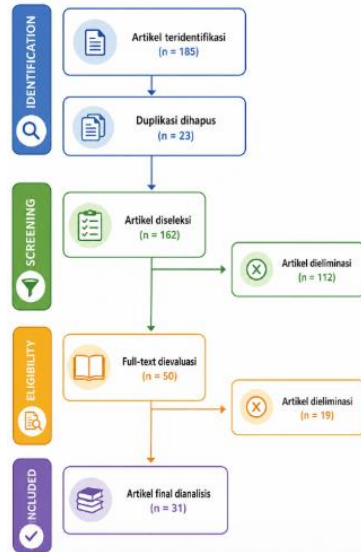 IDENTIFICATION
Artikel teridentifikasi
(n = 185)
Duplikasi dihapus
(n = 23)
SCREENING
Artikel diseleksi
(n = 162)
Artikel dieliminasi
(n = 112)
ELIGIBILITY
Full-text dievaluasi
(n = 50)
Artikel dieliminasi
(n = 19)
NCLUDED
Artikel final dianalisis
(n = 31)